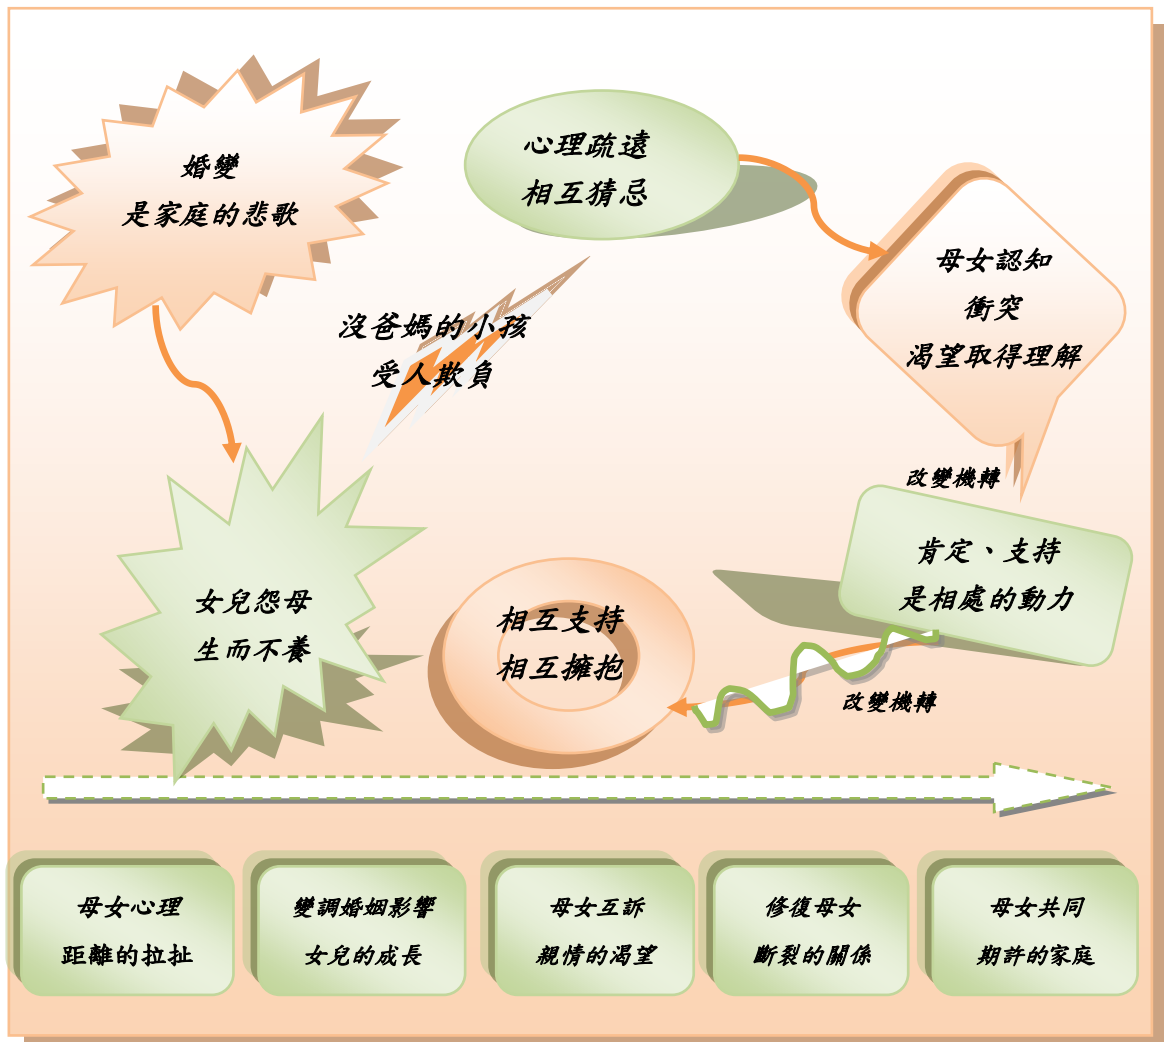 婚變
是家庭的悲歌
心理疏遠
相互猜忌
母女認知
衝突
渴望取得理解
沒爸媽的小孩
受人欺負
改變機轉
肯定、支持
是相處的動力
女兒怨母
生而不養
相互支持
相互擁抱
改變機轉
母女心理
距離的拉扯
變調婚姻影響
女兒的成長
母女互訴
親情的渴望
修復母女
斷裂的關係
母女共同
期許的家庭